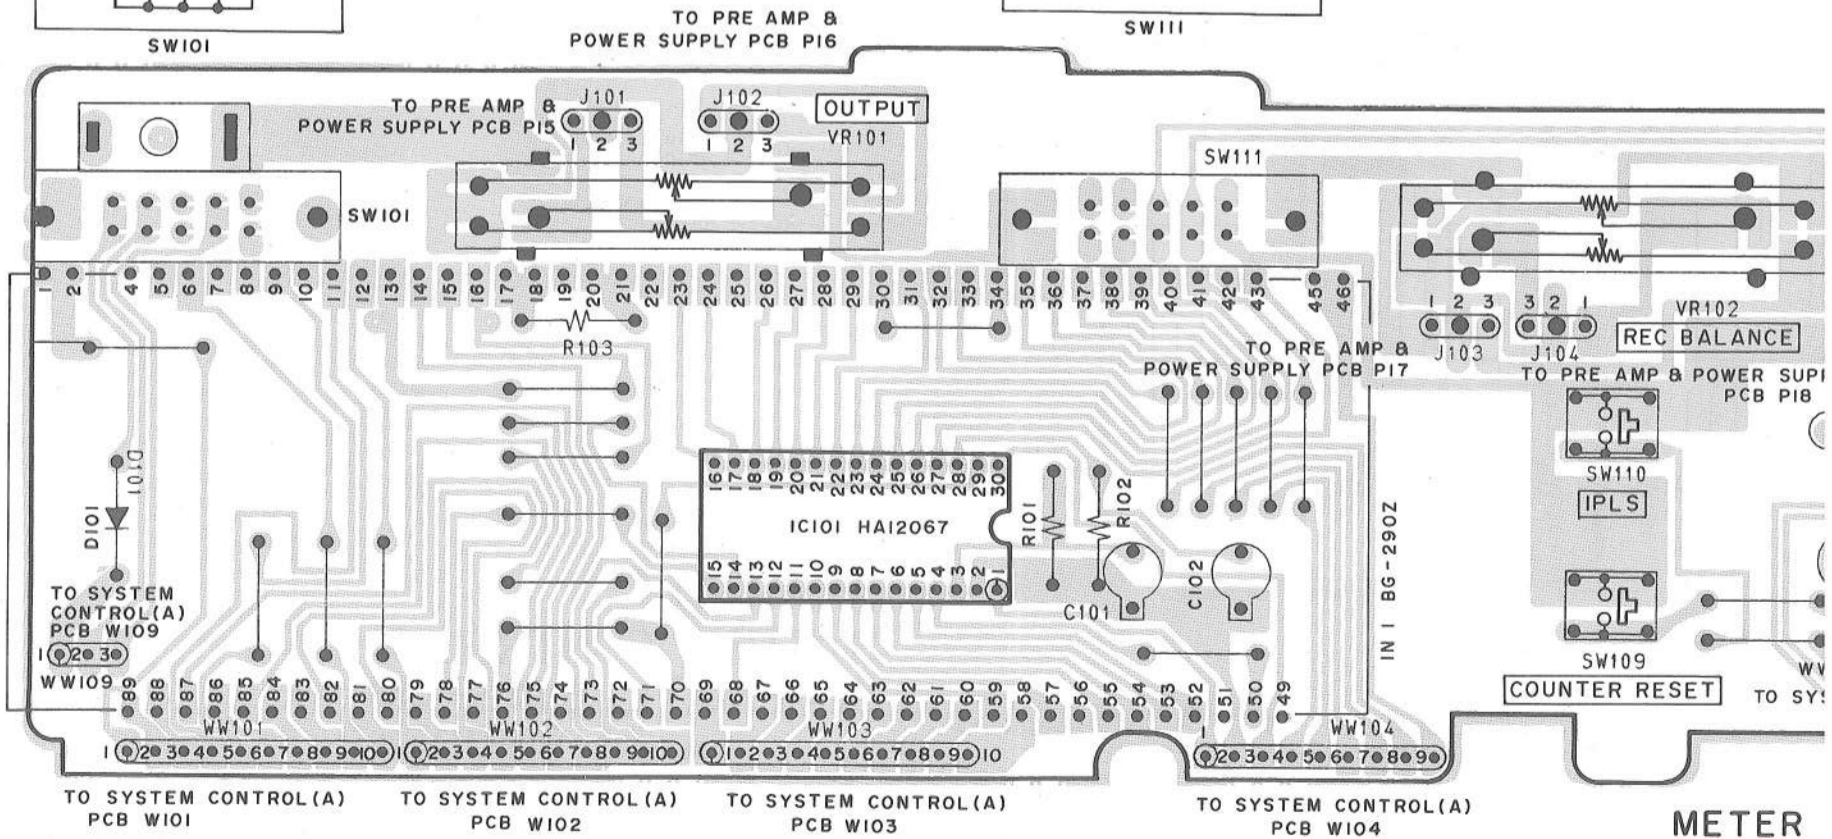 SW101
TO PRE AMP &
POWER SUPPLY PCB P16
SW111
TO PRE AMP &
POWER SUPPLY PCB P15
J101
1 2 3
J102
1 2 3
OUTPUT
VR101
SW101
SW111
1 2 4 5 6 7 8 9 10 11 12 13 14 15 16 17 18 19 20 21 22 23 24 25 26 27 28 29 30 31 32 33 34 35 36 37 38 39 40 41 42 43 45 46
R103
1 2 3
J103
3 2 1
J104
VR102
REC BALANCE
TO PRE AMP &
POWER SUPPLY PCB P17
TO PRE AMP & POWER SUP
PCB P18
SW110
IPLS
D101
D101
16 17 18 19 20 21 22 23 24 25 26 27 28 29 30
IC101 HA12067
15 14 13 12 11 10 9 8 7 6 5 4 3 2 1
R101
R102
C101
C102
IN I BG-290Z
TO SYSTEM
CONTROL(A)
PCB W109
1 2 3
WW109
SW109
COUNTER RESET
WW
TO SYS
89 88 87 86 85 84 83 82 81 80 79 78 77 76 75 74 73 72 71 70 69 68 67 66 65 64 63 62 61 60 59 58 57 56 55 54 53 52 51 50 49
WW101
WW102
WW103
WW104
1 2 3 4 5 6 7 8 9 10
1 2 3 4 5 6 7 8 9 10
1 2 3 4 5 6 7 8 9 10
1 2 3 4 5 6 7 8 9
TO SYSTEM CONTROL(A)
PCB W101
TO SYSTEM CONTROL(A)
PCB W102
TO SYSTEM CONTROL(A)
PCB W103
TO SYSTEM CONTROL(A)
PCB W104
METER